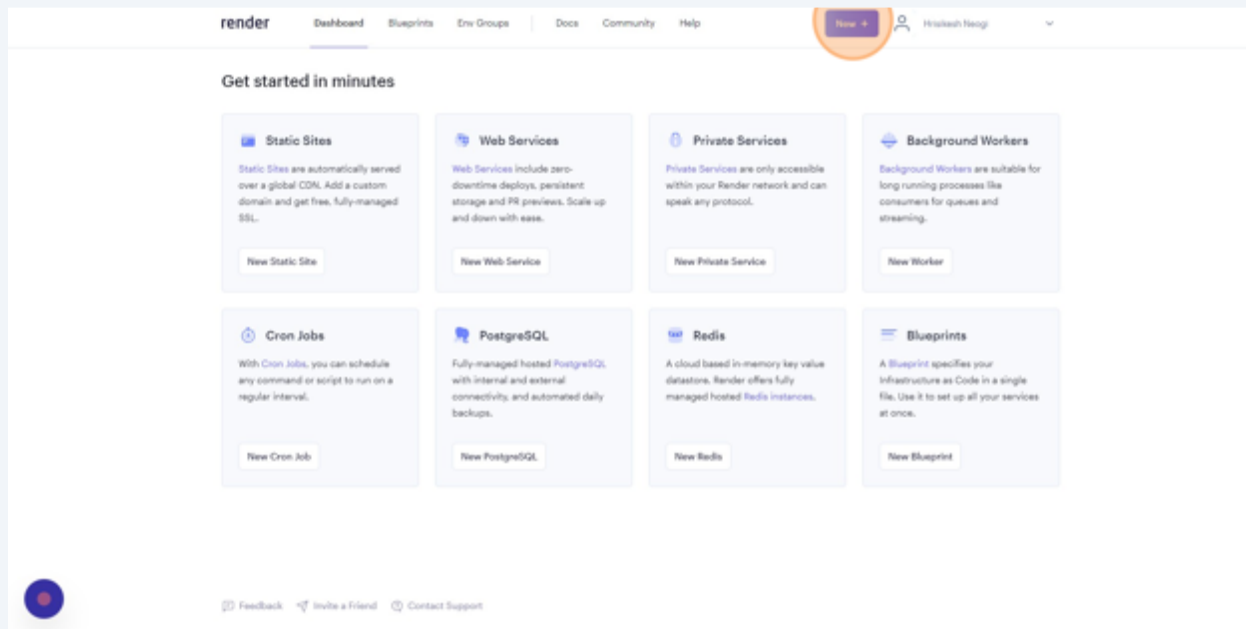 render Dashboard Blueprints Env Groups Docs Community Help New + Hrisikesh Neogi
Get started in minutes
Static Sites
Static Sites are automatically served
over a global CDN. Add a custom
domain and get free, fully-managed
SSL.
New Static Site
Web Services
Web Services include zero-
downtime deploys, persistent
storage and PR previews. Scale up
and down with ease.
New Web Service
Private Services
Private Services are only accessible
within your Render network and can
speak any protocol.
New Private Service
Background Workers
Background Workers are suitable for
long running processes like
consumers for queues and
streaming.
New Worker
Cron Jobs
With Cron Jobs, you can schedule
any command or script to run on a
regular interval.
New Cron Job
PostgreSQL
Fully-managed hosted PostgreSQL
with internal and external
connectivity, and automated daily
backups.
New PostgreSQL
Redis
A cloud based in-memory key value
datastore. Render offers fully
managed hosted Redis instances.
New Redis
Blueprints
A Blueprint specifies your
Infrastructure as Code in a single
file. Use it to set up all your services
at once.
New Blueprint
Feedback Invite a Friend Contact Support